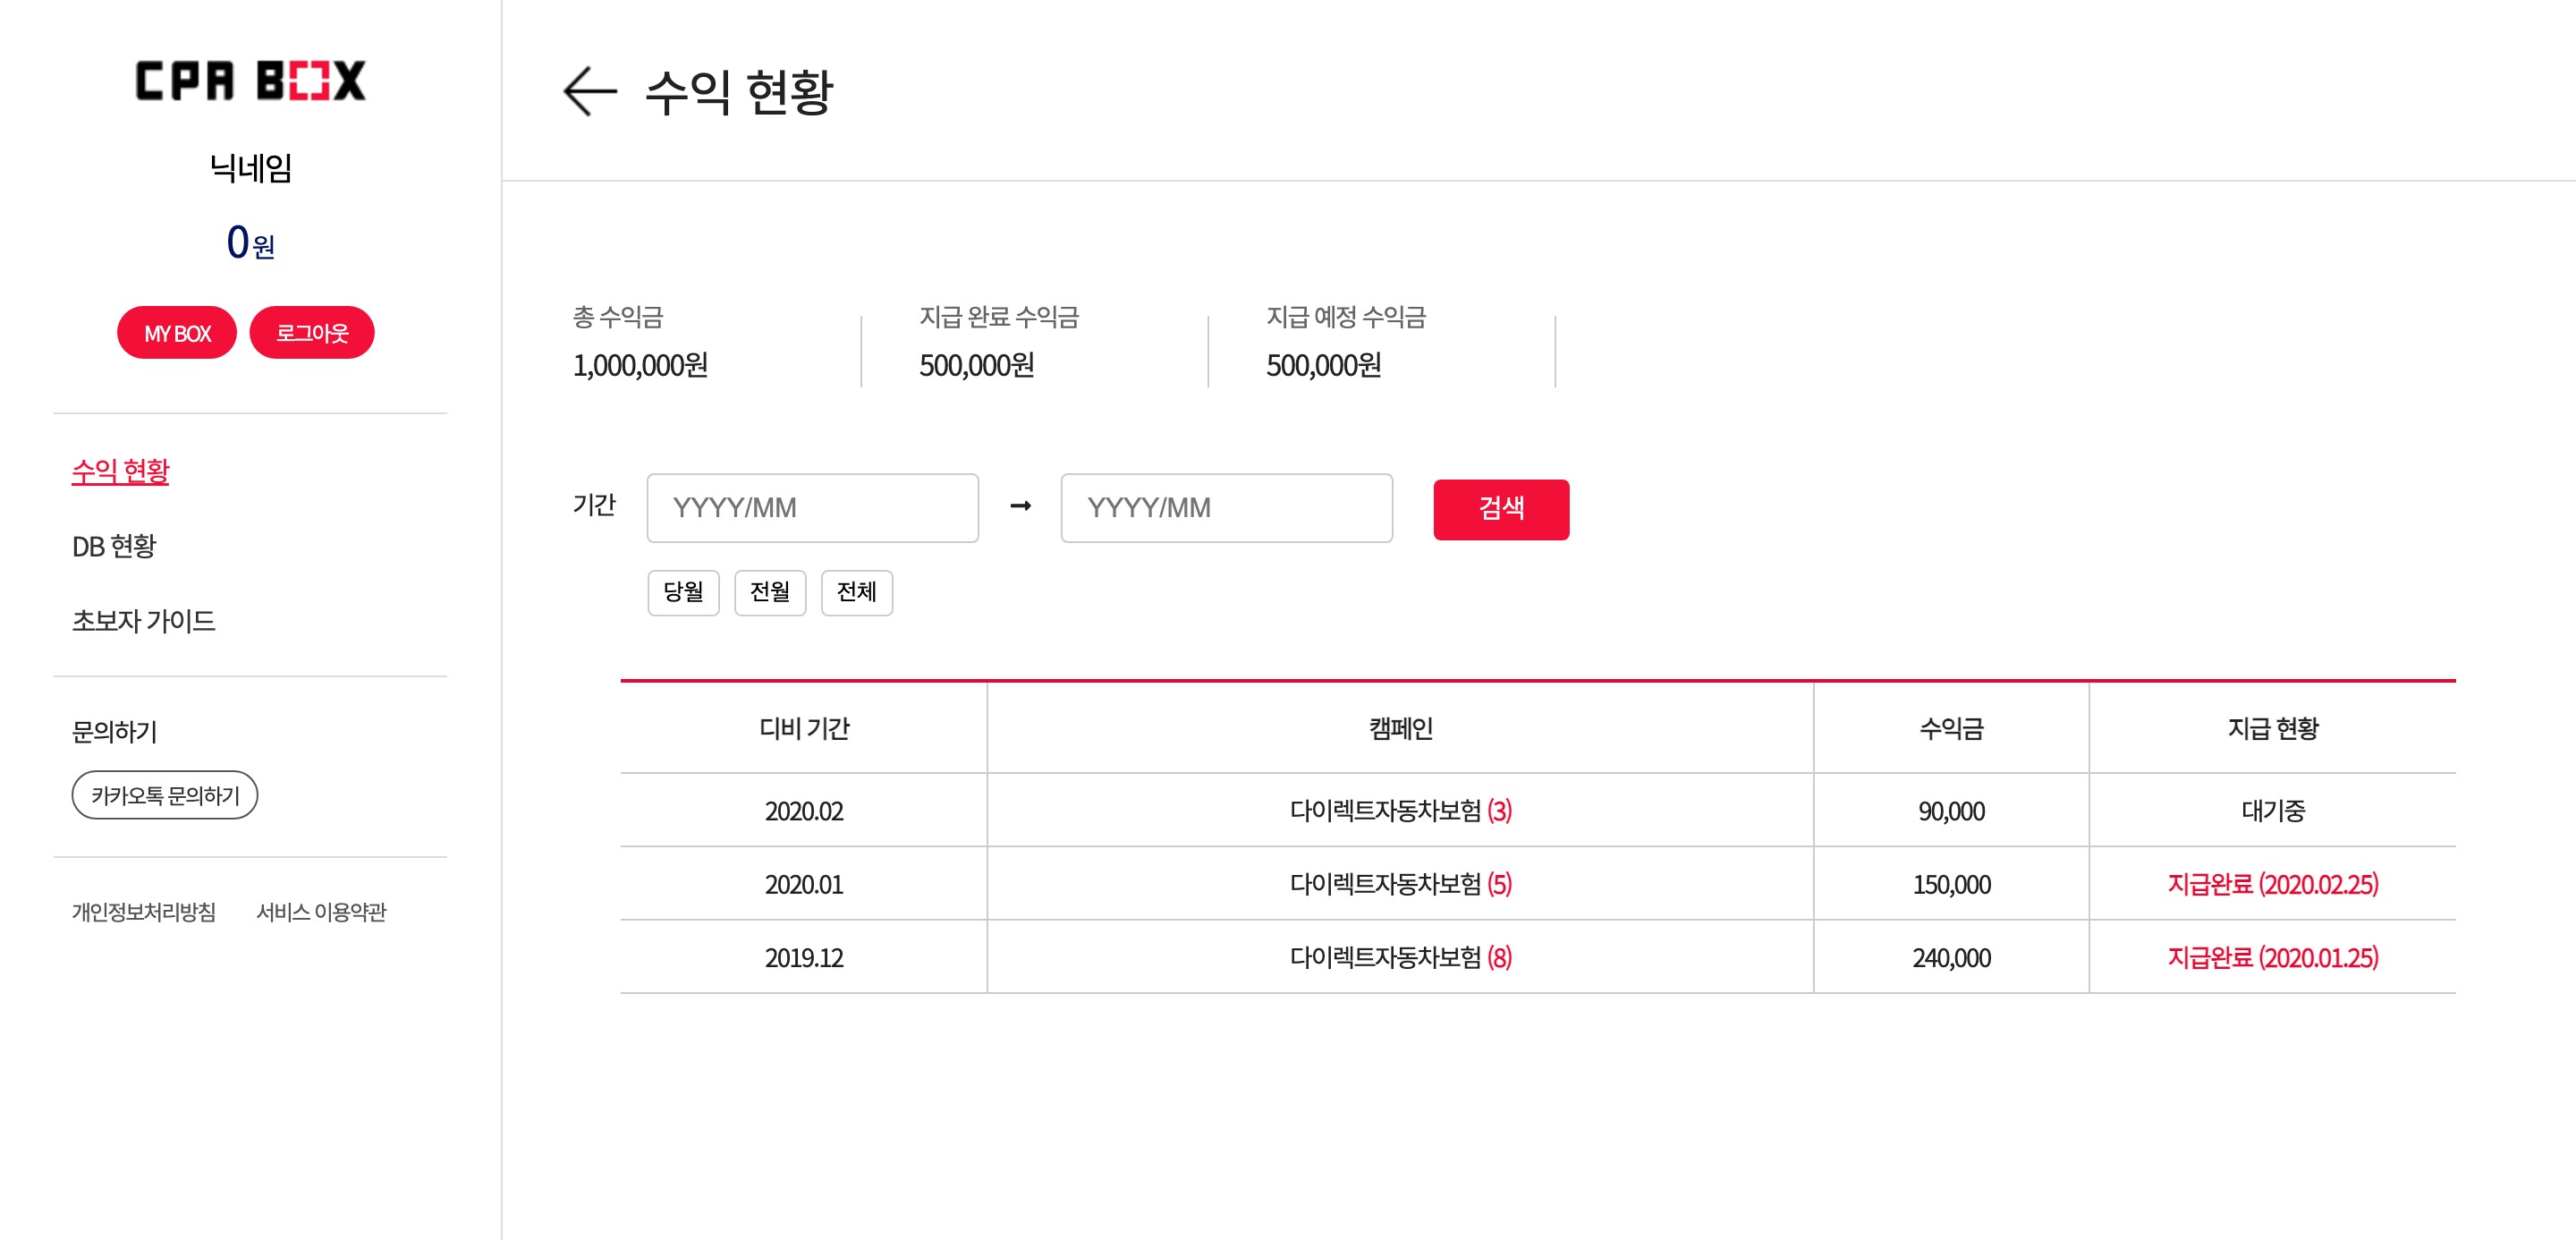 CPA BOX
닉네임
0원
MY BOX 로그아웃
수익 현황
DB 현황
초보자 가이드
문의하기
카카오톡 문의하기
개인정보처리방침 서비스 이용약관
수익 현황
총 수익금 지급 완료 수익금 지급 예정 수익금
1,000,000원 500,000원 500,000원
기간 YYYY/MM → YYYY/MM 검색
당월 전월 전체
디비 기간 캠페인 수익금 지급 현황
2020.02 다이렉트자동차보험 (3) 90,000 대기중
2020.01 다이렉트자동차보험 (5) 150,000 지급완료 (2020.02.25)
2019.12 다이렉트자동차보험 (8) 240,000 지급완료 (2020.01.25)